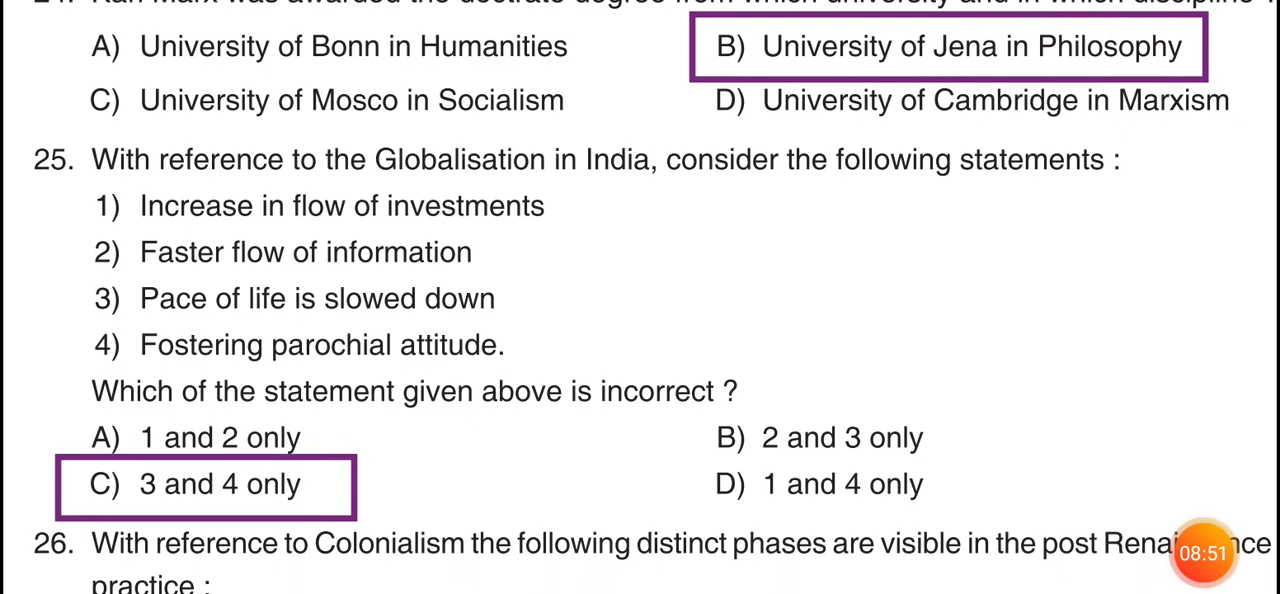 A) University of Bonn in Humanities
B) University of Jena in Philosophy
C) University of Mosco in Socialism
D) University of Cambridge in Marxism
25. With reference to the Globalisation in India, consider the following statements :
1) Increase in flow of investments
2) Faster flow of information
3) Pace of life is slowed down
4) Fostering parochial attitude.
Which of the statement given above is incorrect ?
A) 1 and 2 only
B) 2 and 3 only
C) 3 and 4 only
D) 1 and 4 only
26. With reference to Colonialism the following distinct phases are visible in the post
practice :
08:51